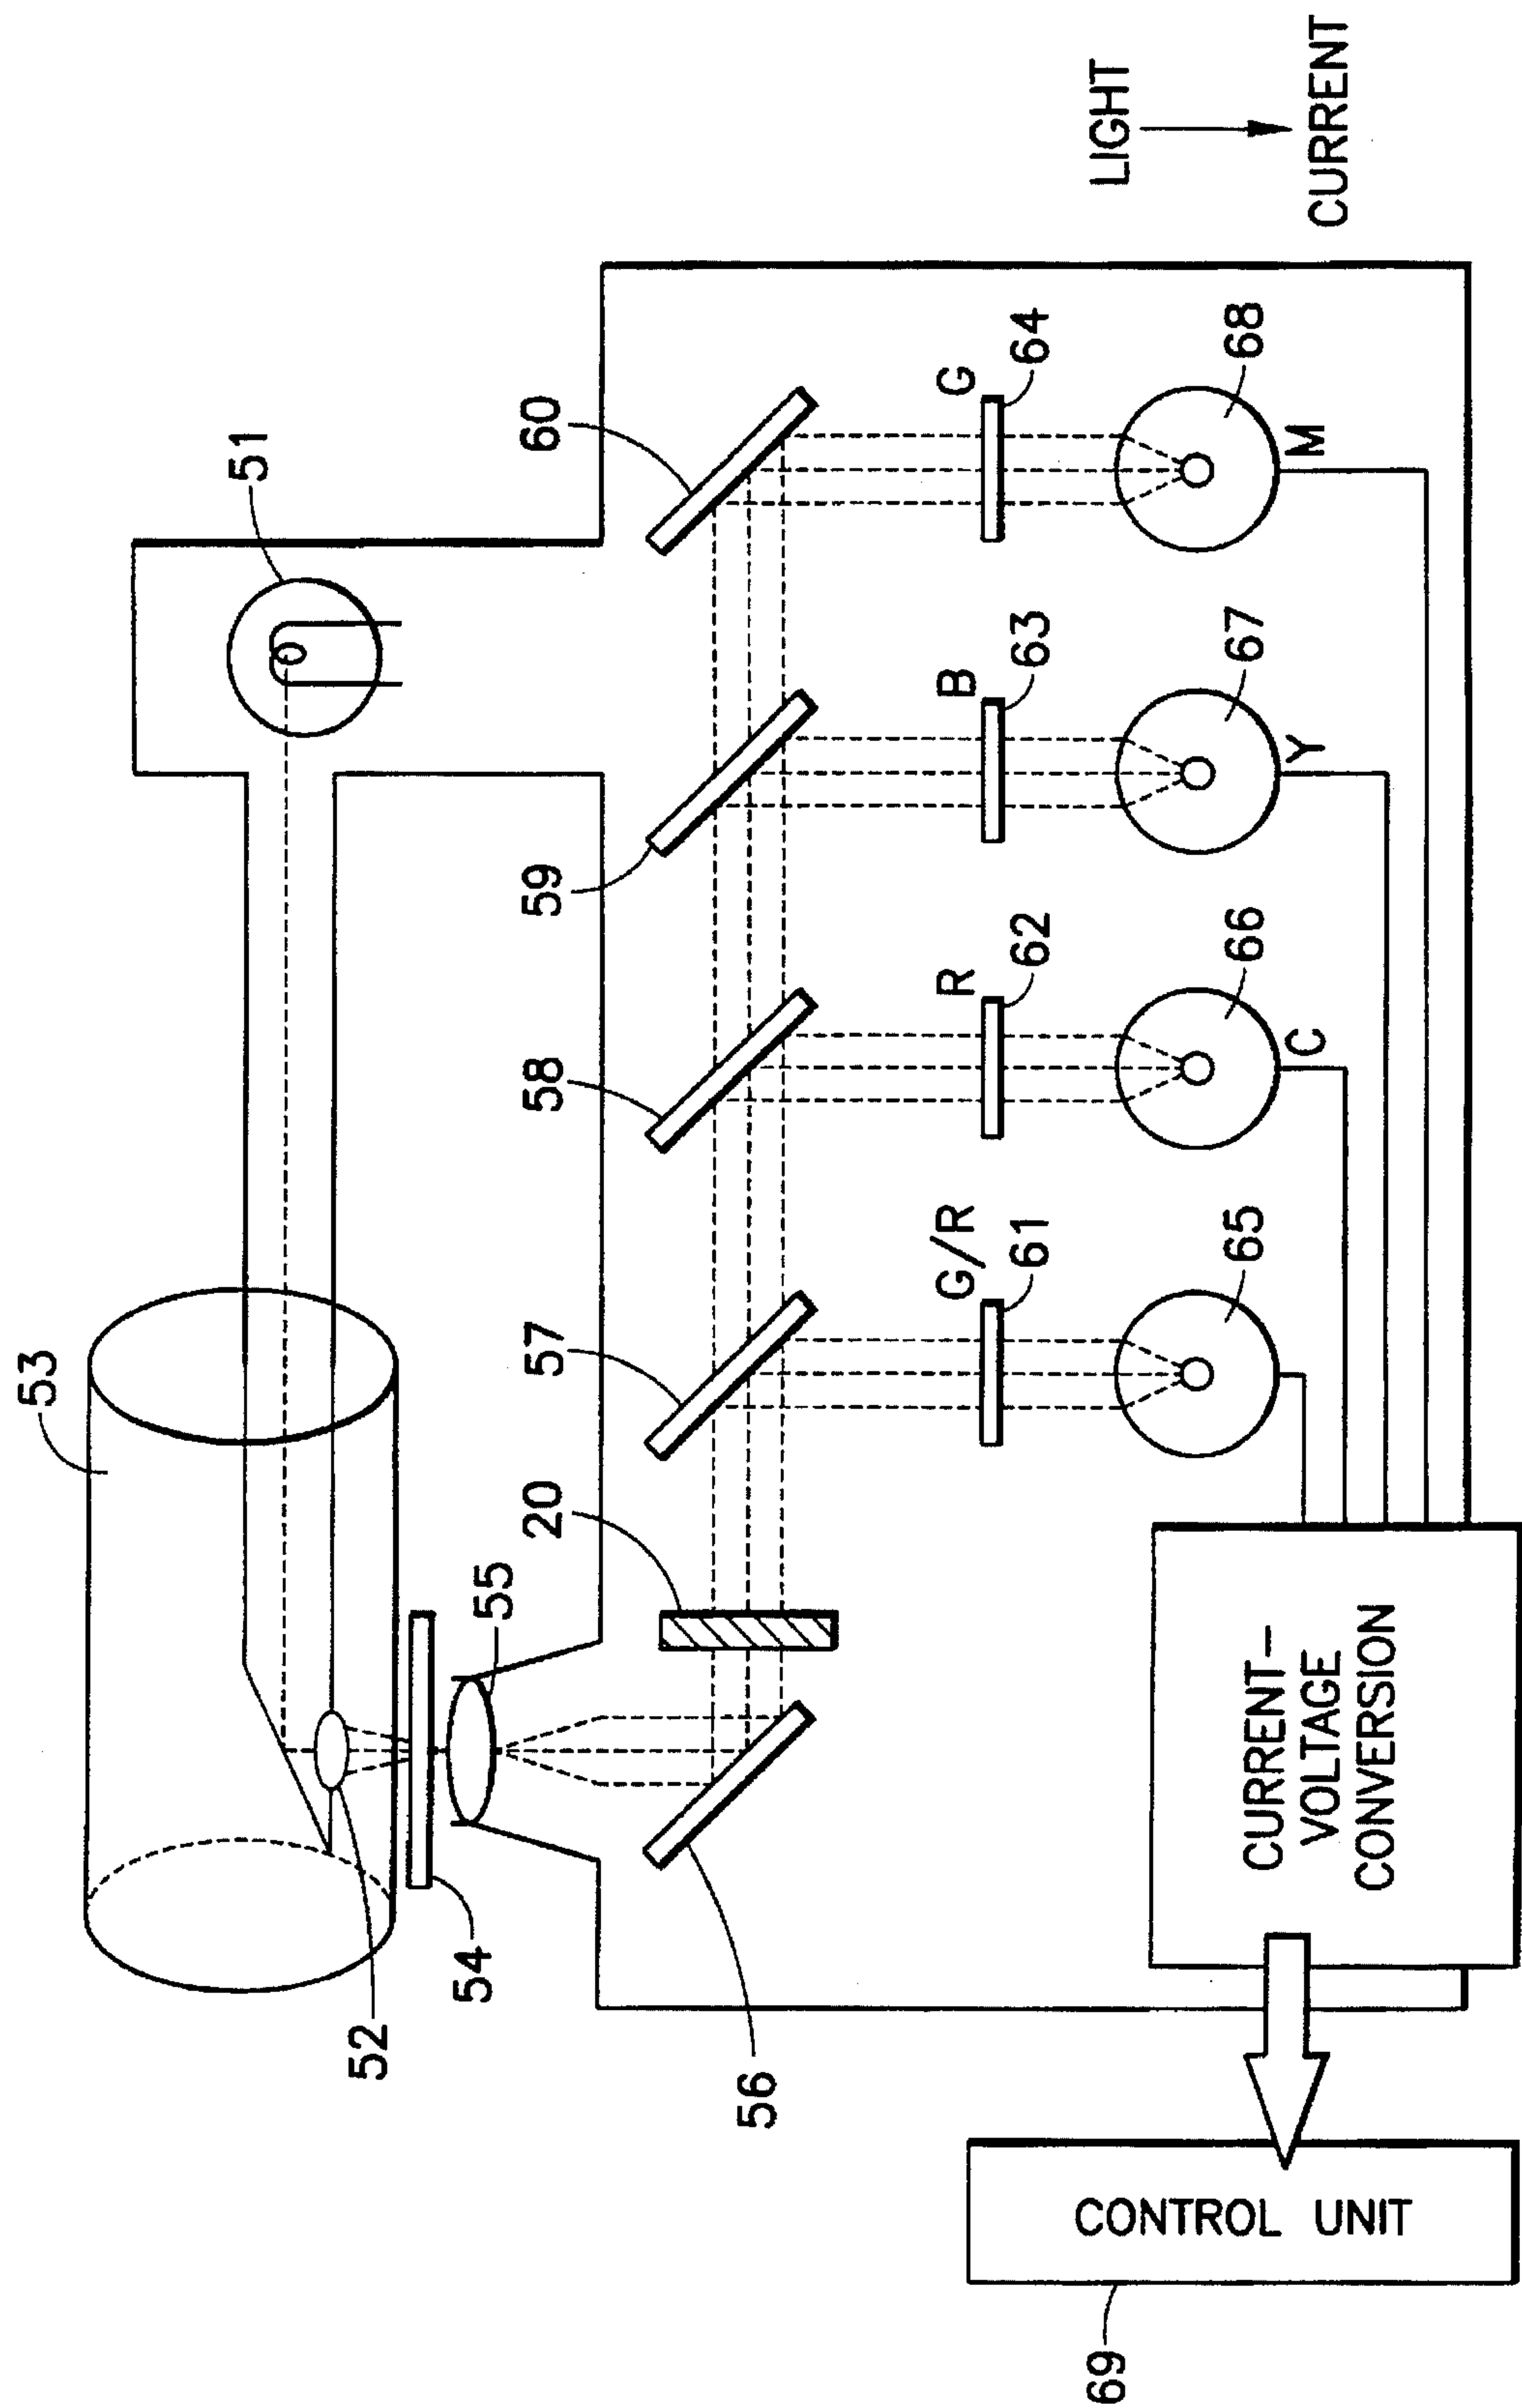 53
51
52
54
55
56
20
57
58
59
60
G/R
61
R
62
B
63
G
64
65
66
67
68
C
Y
M
LIGHT
CURRENT
CURRENT-
VOLTAGE
CONVERSION
CONTROL UNIT
69